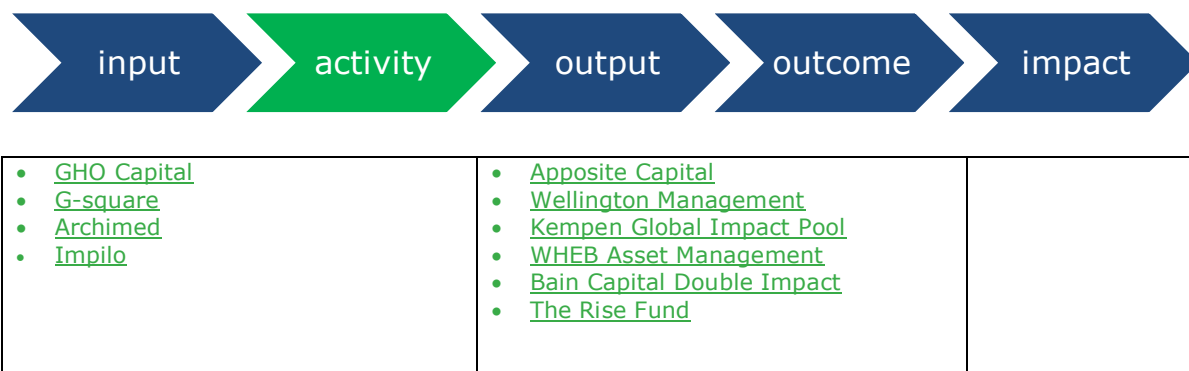 input activity output outcome impact
• GHO Capital
• G-square
• Archimed
• Impilo
• Apposite Capital
• Wellington Management
• Kempen Global Impact Pool
• WHEB Asset Management
• Bain Capital Double Impact
• The Rise Fund